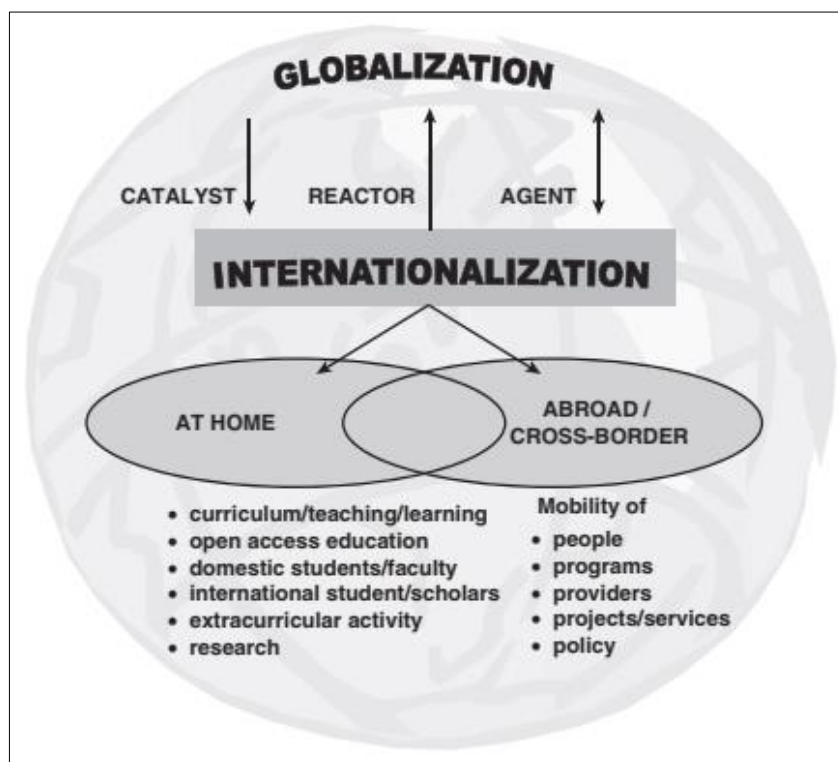 GLOBALIZATION
CATALYST REACTOR AGENT
INTERNATIONALIZATION
AT HOME
ABROAD /
CROSS-BORDER
• curriculum/teaching/learning
• open access education
• domestic students/faculty
• international student/scholars
• extracurricular activity
• research
Mobility of
• people
• programs
• providers
• projects/services
• policy